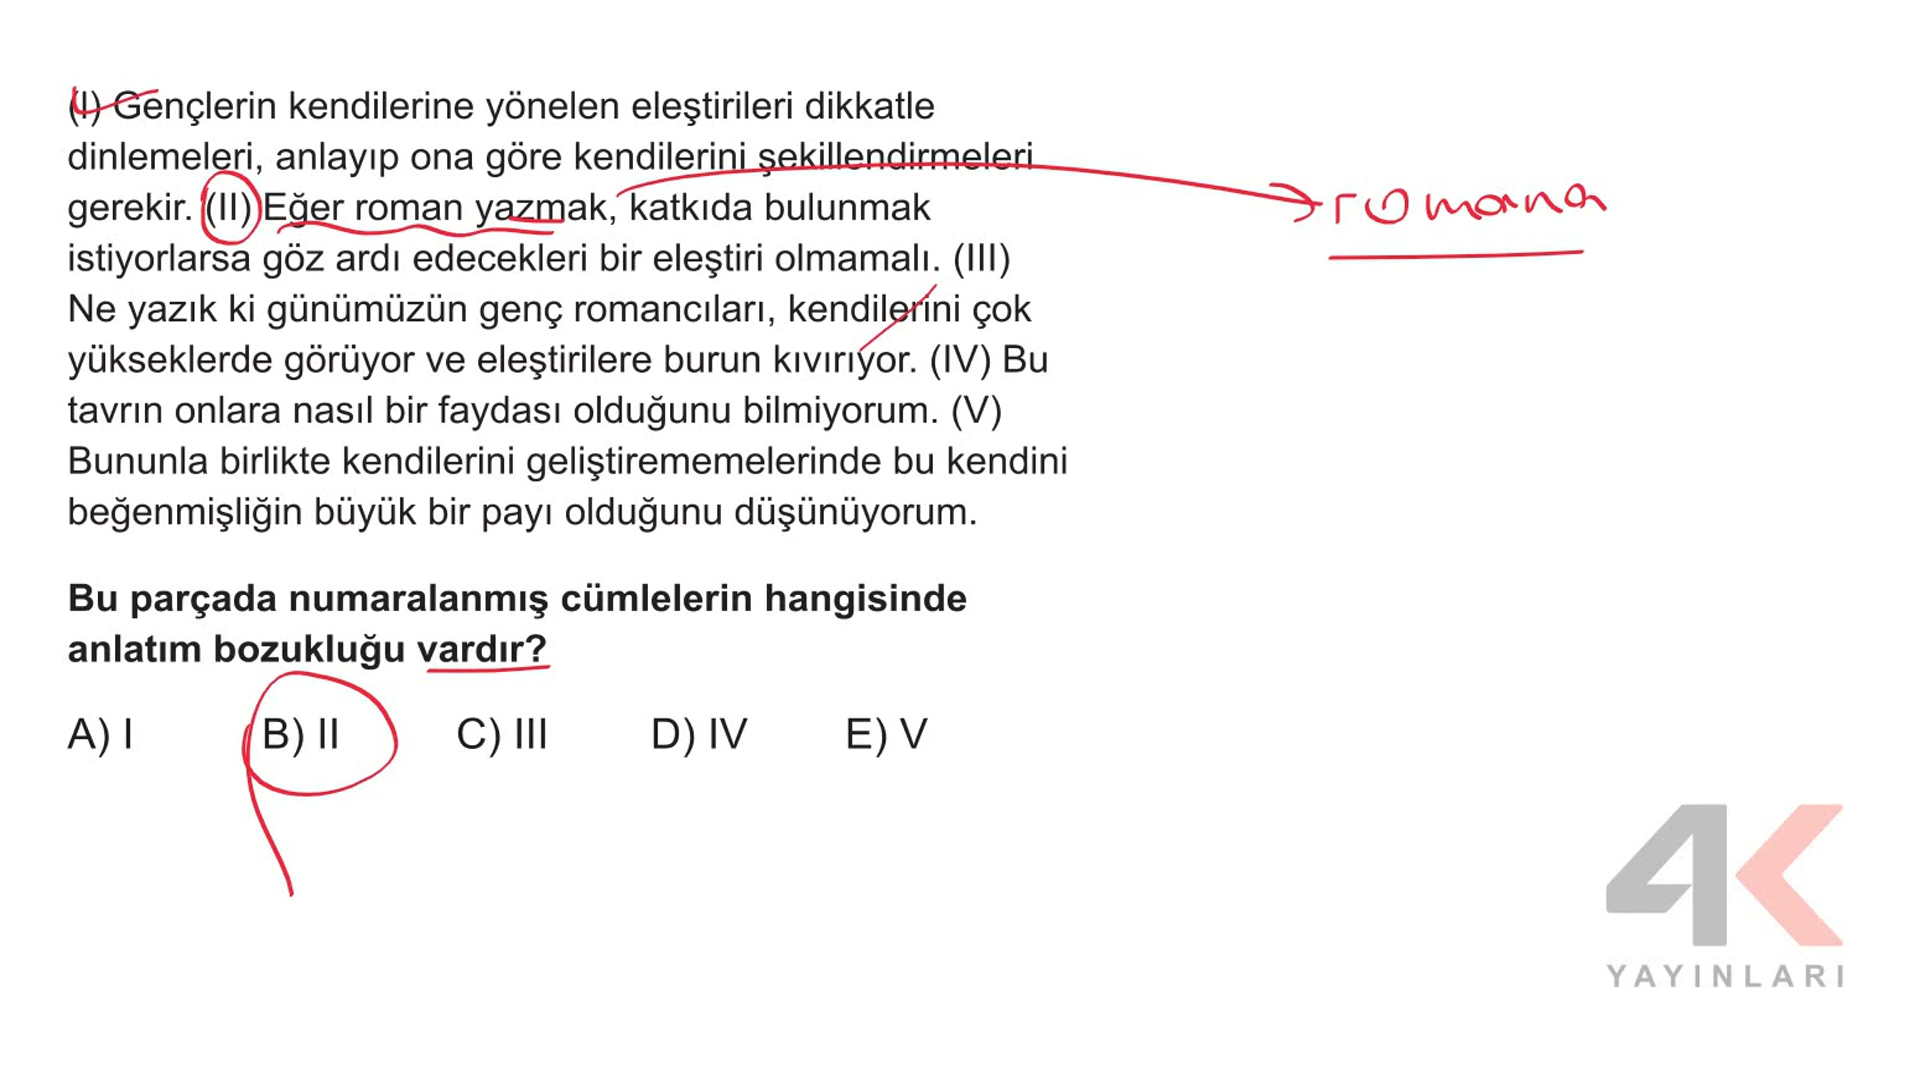 (I) Gençlerin kendilerine yönelen eleştirileri dikkatle
dinlemeleri, anlayıp ona göre kendilerini şekillendirmeleri
gerekir. (II) Eğer roman yazmak, katkıda bulunmak
romana
istiyorlarsa göz ardı edecekleri bir eleştiri olmamalı. (III)
Ne yazık ki günümüzün genç romancıları, kendilerini çok
yükseklerde görüyor ve eleştirilere burun kıvırıyor. (IV) Bu
tavrın onlara nasıl bir faydası olduğunu bilmiyorum. (V)
Bununla birlikte kendilerini geliştirememelerinde bu kendini
beğenmişliğin büyük bir payı olduğunu düşünüyorum.
Bu parçada numaralanmış cümlelerin hangisinde
anlatım bozukluğu vardır?
A) I B) II C) III D) IV E) V
4K
YAYINLARI